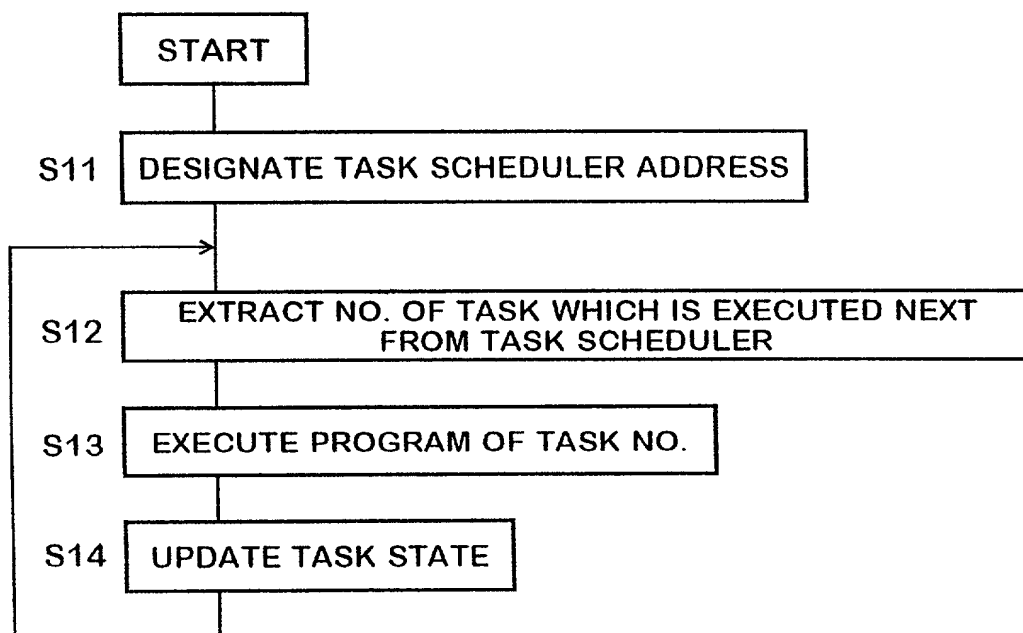 START
S11 DESIGNATE TASK SCHEDULER ADDRESS
S12 EXTRACT NO. OF TASK WHICH IS EXECUTED NEXT
FROM TASK SCHEDULER
S13 EXECUTE PROGRAM OF TASK NO.
S14 UPDATE TASK STATE